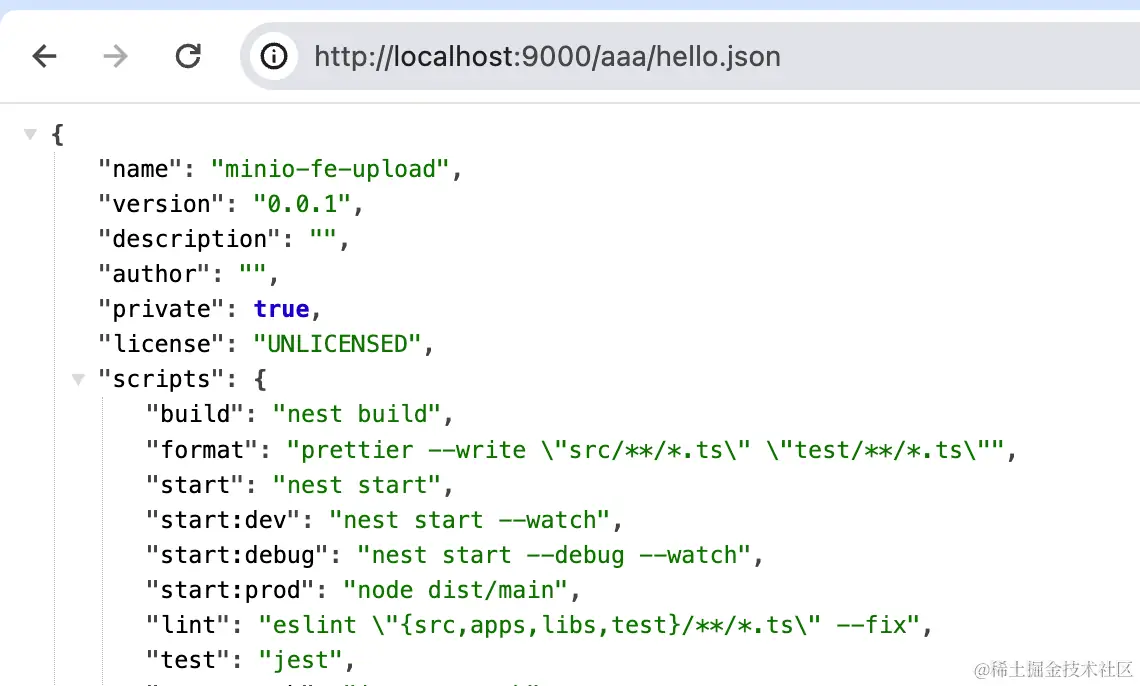 http://localhost:9000/aaa/hello.json
{
"name": "minio-fe-upload",
"version": "0.0.1",
"description": "",
"author": "",
"private": true,
"license": "UNLICENSED",
"scripts": {
"build": "nest build",
"format": "prettier --write \"src/**/*.ts\" \"test/**/*.ts\"",
"start": "nest start",
"start:dev": "nest start --watch",
"start:debug": "nest start --debug --watch",
"start:prod": "node dist/main",
"lint": "eslint \"{src,apps,libs,test}/**/*.ts\" --fix",
"test": "jest",
@稀土掘金技术社区